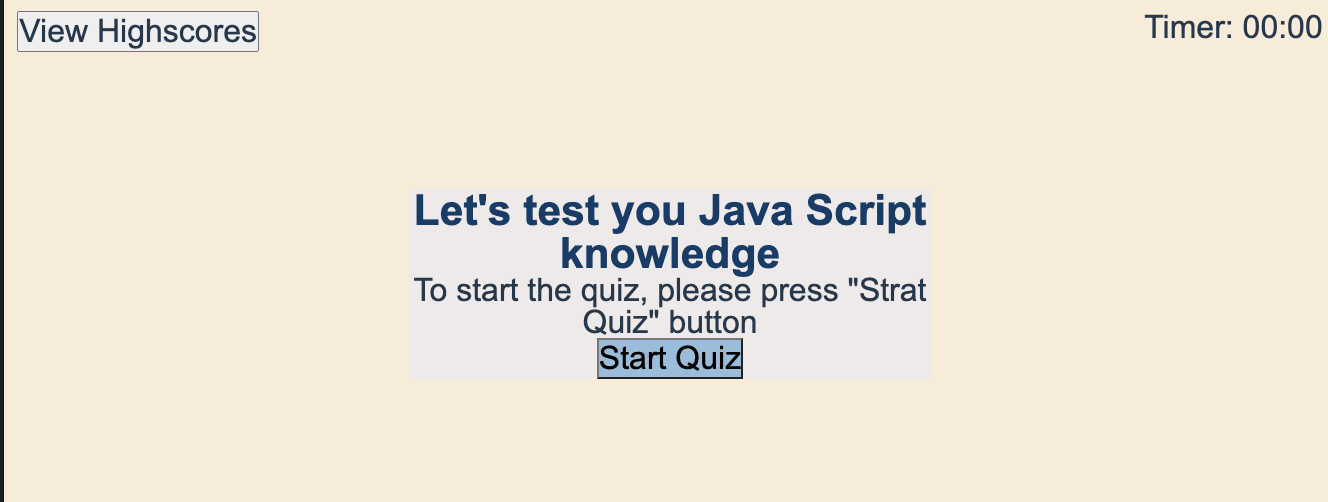 View Highscores
Timer: 00:00
Let's test you Java Script
knowledge
To start the quiz, please press "Strat
Quiz" button
Start Quiz